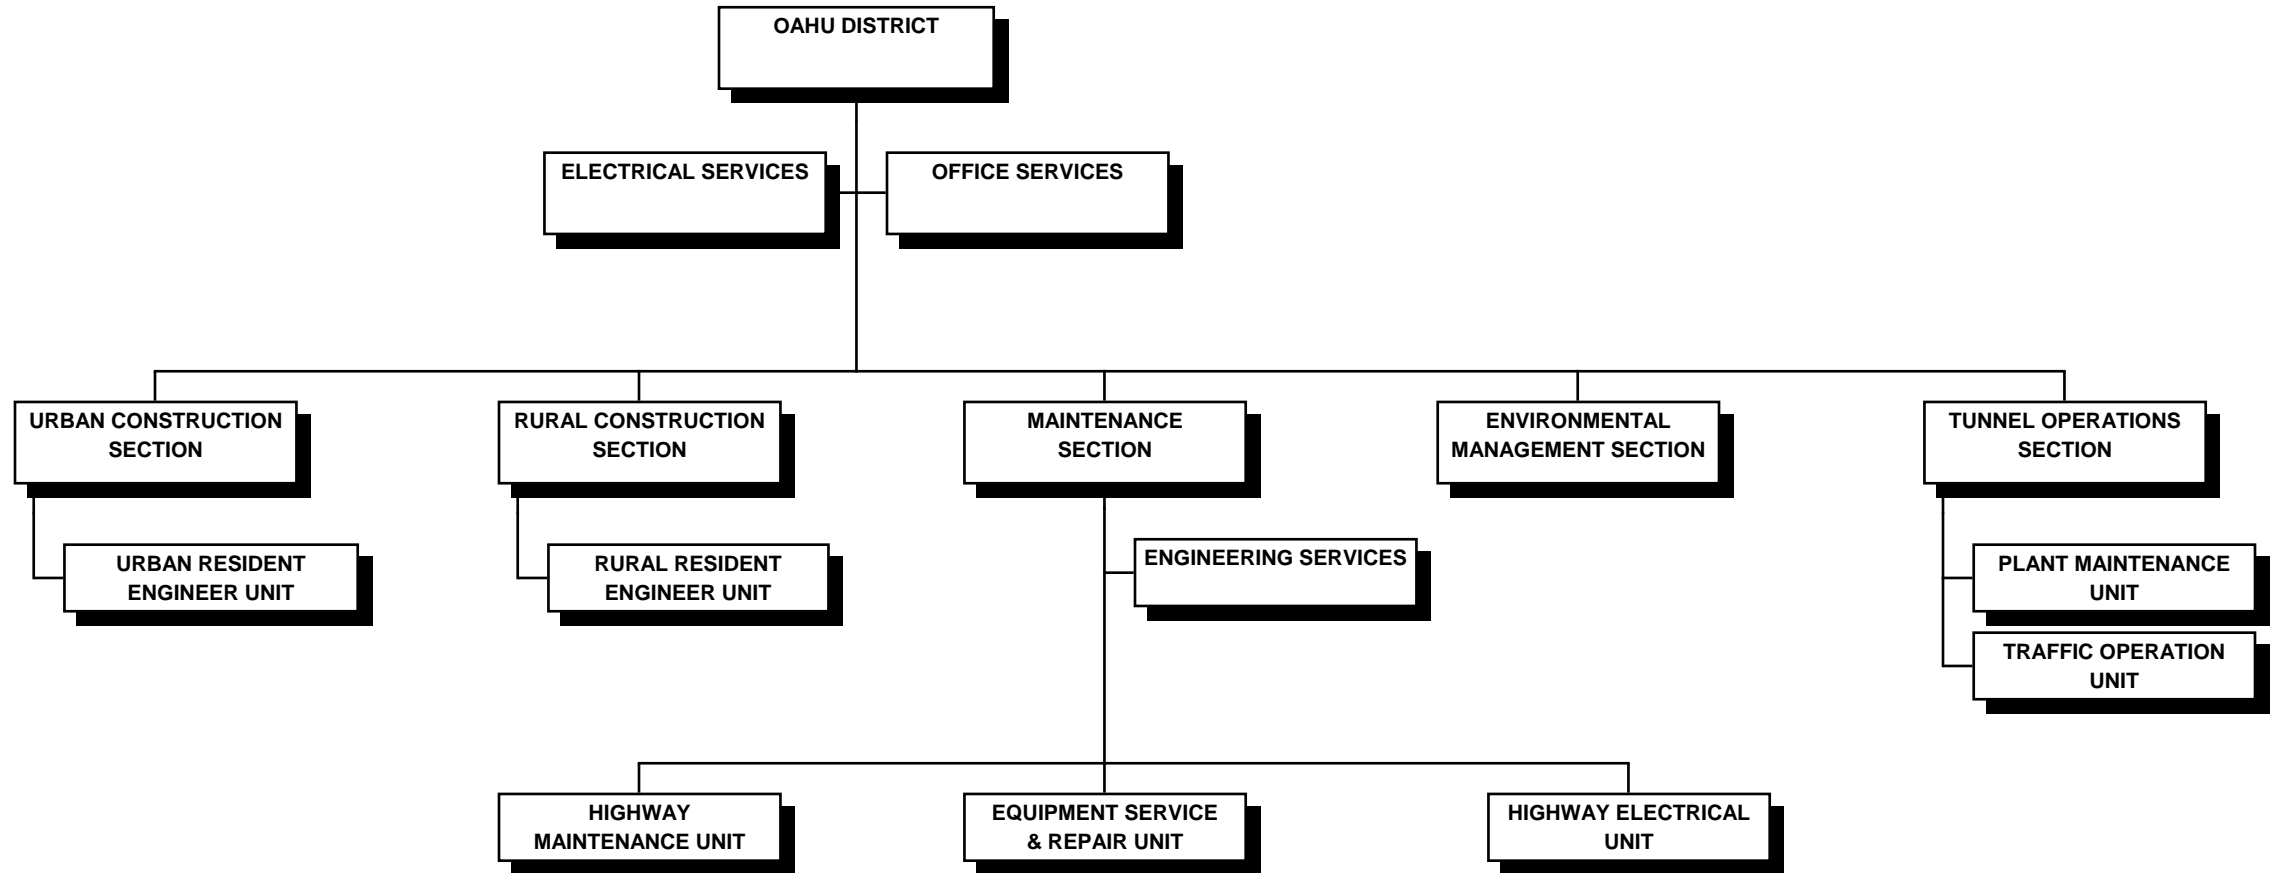 OAHU DISTRICT
ELECTRICAL SERVICES
OFFICE SERVICES
URBAN CONSTRUCTION
SECTION
RURAL CONSTRUCTION
SECTION
MAINTENANCE
SECTION
ENVIRONMENTAL
MANAGEMENT SECTION
TUNNEL OPERATIONS
SECTION
URBAN RESIDENT
ENGINEER UNIT
RURAL RESIDENT
ENGINEER UNIT
ENGINEERING SERVICES
PLANT MAINTENANCE
UNIT
TRAFFIC OPERATION
UNIT
HIGHWAY
MAINTENANCE UNIT
EQUIPMENT SERVICE
& REPAIR UNIT
HIGHWAY ELECTRICAL
UNIT